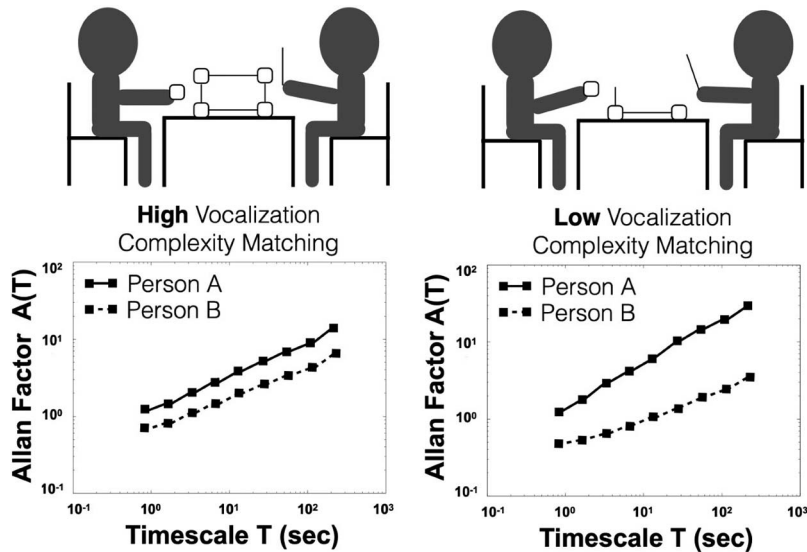 High Vocalization
Complexity Matching
Allan Factor A(T)
10²
10¹
10⁰
10⁻¹
Person A
Person B
10⁻¹ 10⁰ 10¹ 10² 10³
Timescale T (sec)
Low Vocalization
Complexity Matching
Allan Factor A(T)
10²
10¹
10⁰
10⁻¹
Person A
Person B
10⁻¹ 10⁰ 10¹ 10² 10³
Timescale T (sec)